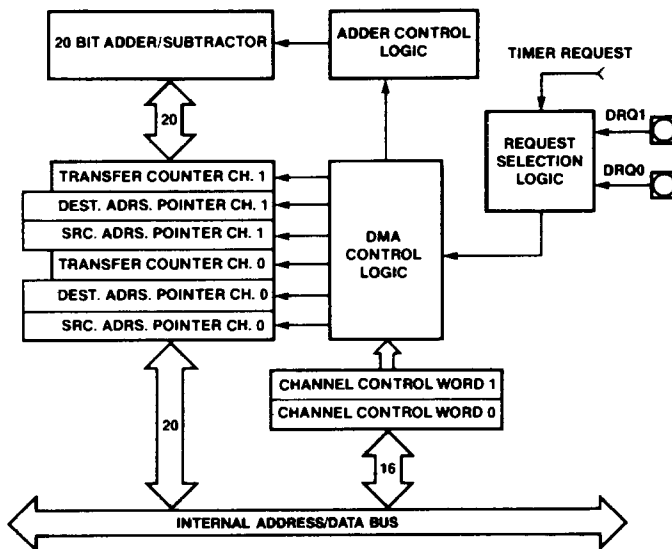 20 BIT ADDER/SUBTRACTOR
ADDER CONTROL
LOGIC
TIMER REQUEST
20
DRQ1
REQUEST
SELECTION
LOGIC
DRQ0
TRANSFER COUNTER CH. 1
DEST. ADRS. POINTER CH. 1
SRC. ADRS. POINTER CH. 1
TRANSFER COUNTER CH. 0
DEST. ADRS. POINTER CH. 0
SRC. ADRS. POINTER CH. 0
DMA
CONTROL
LOGIC
CHANNEL CONTROL WORD 1
CHANNEL CONTROL WORD 0
20
16
INTERNAL ADDRESS/DATA BUS